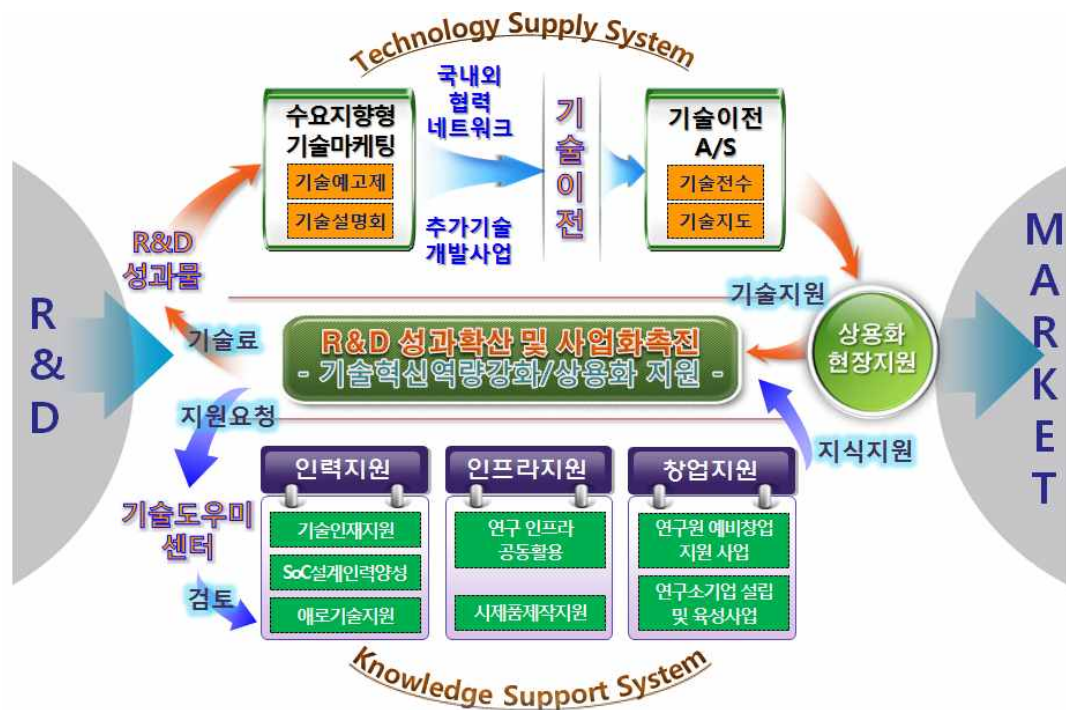 Technology Supply System
수요지향형
기술마케팅
기술예고제
기술설명회
국내외
협력
네트워크
추가기술
개발사업
기술이전
기술이전
A/S
기술전수
기술지도
R&D
성과물
R&D
기술료
기술지원
R&D 성과확산 및 사업화촉진
- 기술혁신역량강화/상용화 지원 -
상용화
현장지원
MARKET
지원요청
지식지원
기술도우미
센터
검토
인력지원
기술인재지원
SoC설계인력양성
애로기술지원
인프라지원
연구 인프라
공동활용
시제품제작지원
창업지원
연구원 예비창업
지원 사업
연구소기업 설립
및 육성사업
Knowledge Support System